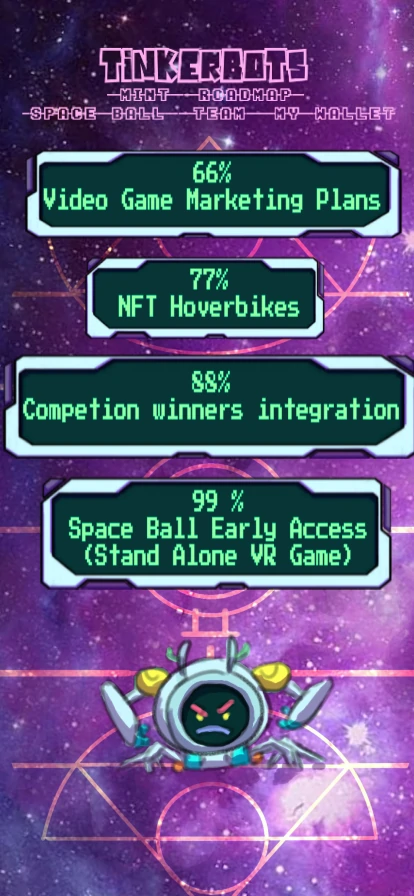 TiNKERBOTS
MINT ROADMAP
SPACE BALL TEAM MY WALLET
66%
Video Game Marketing Plans
77%
NFT Hoverbikes
88%
Competion winners integration
99 %
Space Ball Early Access
(Stand Alone VR Game)